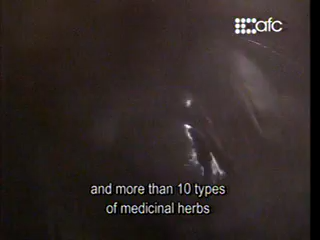 afc
and more than 10 types
of medicinal herbs